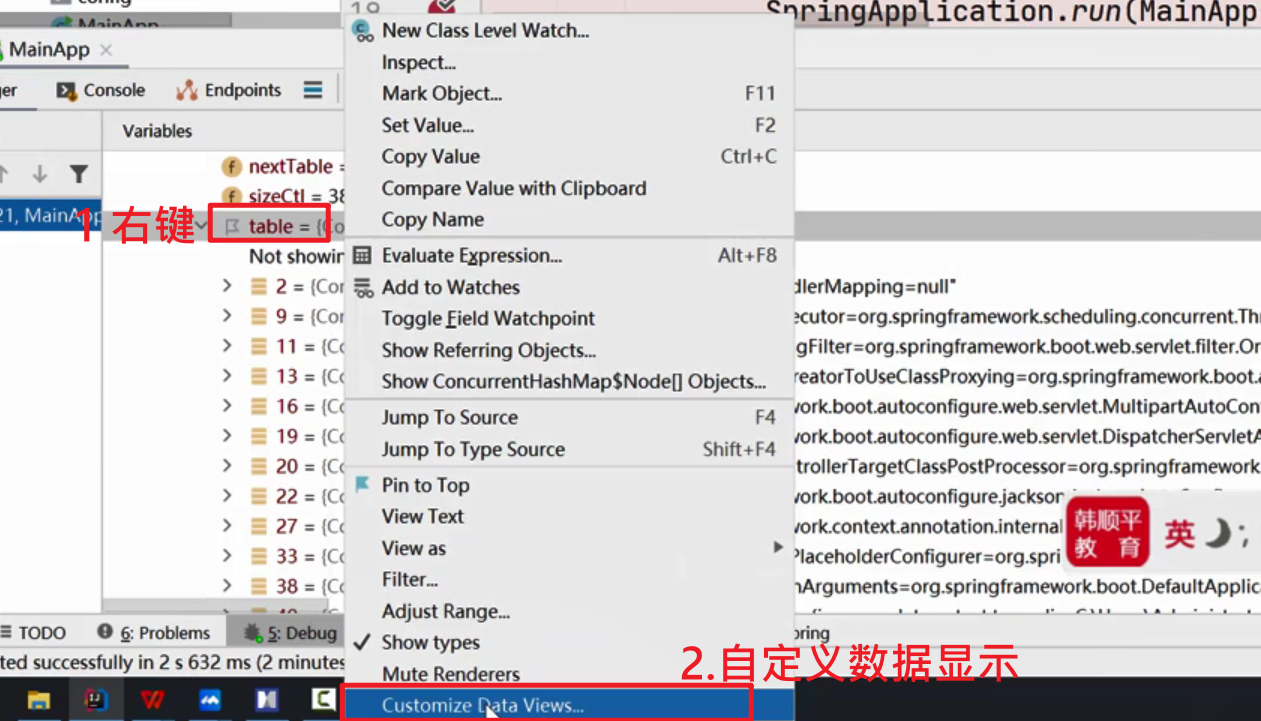 coring
MainApp
19
SpringApplication.run(MainApp
MainApp
ger
Console
Endpoints
Variables
nextTable =
sizeCtl = 38
21, MainApp
1 右键
table = {Co
Not showin
2 = {Cor
9 = {Cor
11 = {Co
13 = {Co
16 = {Co
19 = {Co
20 = {Co
22 = {Co
27 = {Co
33 = {Co
38 = {Co
New Class Level Watch...
Inspect...
Mark Object... F11
Set Value... F2
Copy Value Ctrl+C
Compare Value with Clipboard
Copy Name
Evaluate Expression... Alt+F8
Add to Watches
Toggle Field Watchpoint
Show Referring Objects...
Show ConcurrentHashMap$Node[] Objects...
Jump To Source F4
Jump To Type Source Shift+F4
Pin to Top
View Text
View as
Filter...
Adjust Range...
Show types
Mute Renderers
Customize Data Views...
2.自定义数据显示
dlerMapping=null"
ecutor=org.springframework.scheduling.concurrent.Thr
gFilter=org.springframework.boot.web.servlet.filter.Or
reatorToUseClassProxying=org.springframework.boot.a
work.boot.autoconfigure.web.servlet.MultipartAutoCon
work.boot.autoconfigure.web.servlet.DispatcherServletA
trollerTargetClassPostProcessor=org.springframework.
work.boot.autoconfigure.jackson
work.context.annotation.internal
PlaceholderConfigurer=org.spri
nArguments=org.springframework.boot.DefaultApplic
韩顺平
教育
英
;
TODO
6: Problems
5: Debug
oring
ted successfully in 2 s 632 ms (2 minutes